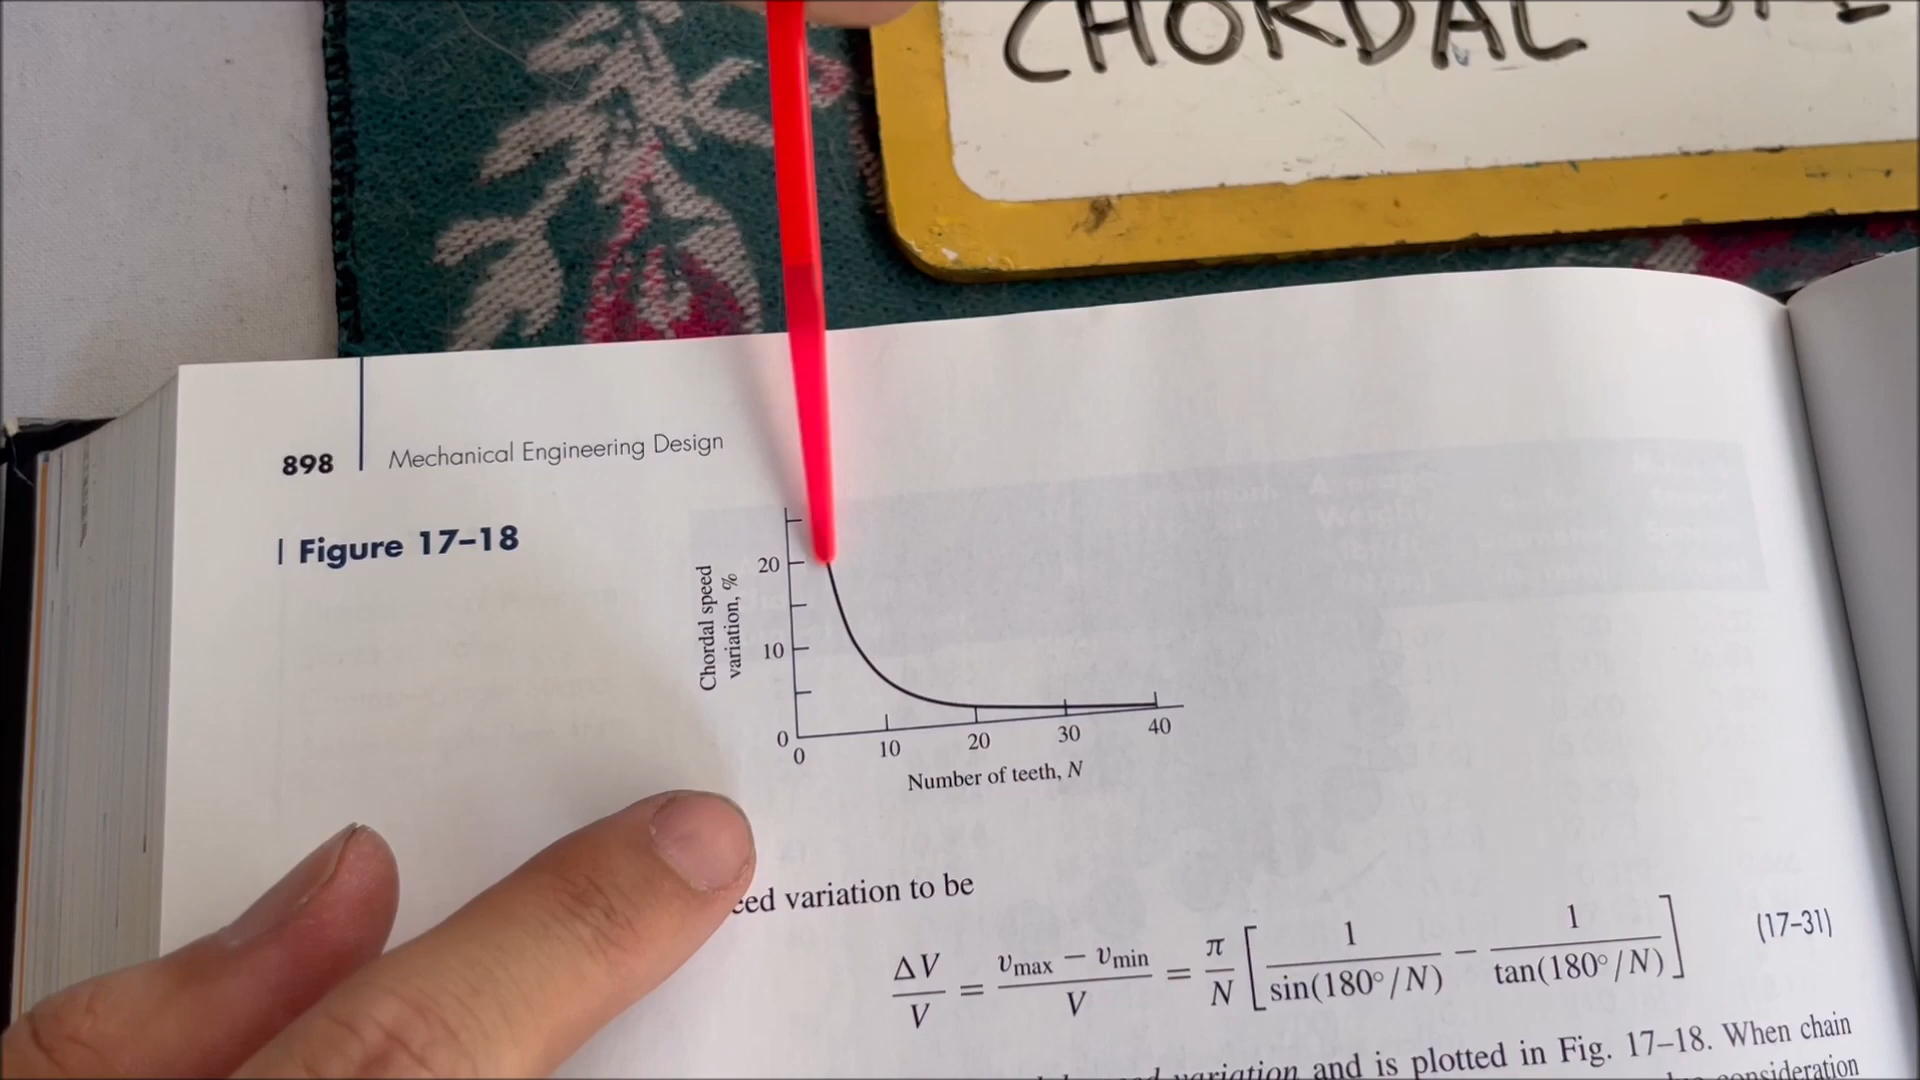 CHORDAL
898 Mechanical Engineering Design
Figure 17–18
Chordal speed
variation, %
20
10
0
0 10 20 30 40
Number of teeth, N
variation to be
ΔV/V = (v_max − v_min)/V = π/N [1/sin(180°/N) − 1/tan(180°/N)] (17–31)
variation and is plotted in Fig. 17–18. When chain
consideration